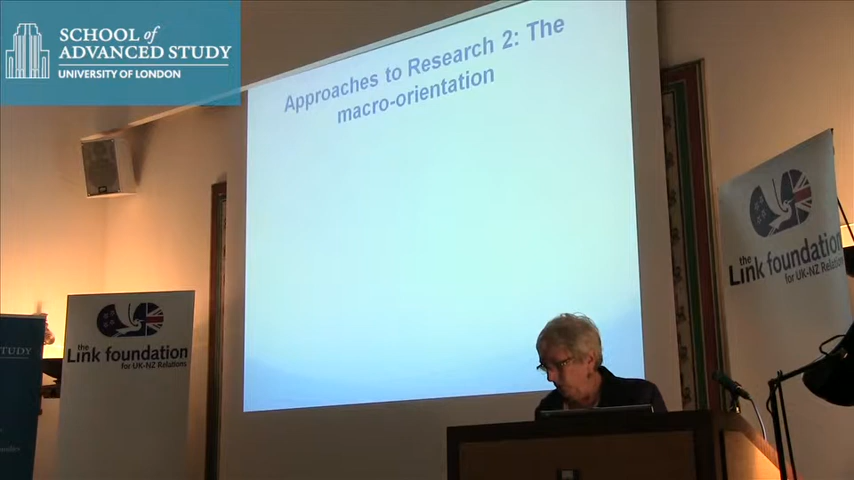 SCHOOL of
ADVANCED STUDY
UNIVERSITY OF LONDON
Approaches to Research 2: The
macro-orientation
the
Link foundation
for UK-NZ Relations
the
Link foundation
for UK-NZ Relations
STUDY